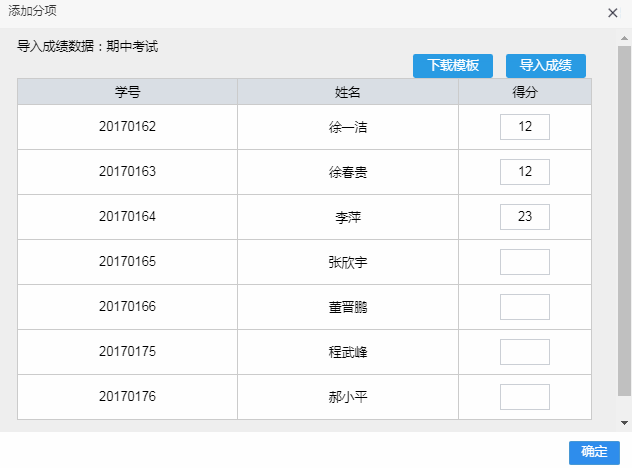 添加分项
导入成绩数据：期中考试
下载模板 导入成绩
学号 姓名 得分
20170162 徐一洁 12
20170163 徐春贵 12
20170164 李萍 23
20170165 张欣宇
20170166 董晋鹏
20170175 程武峰
20170176 郝小平
确定